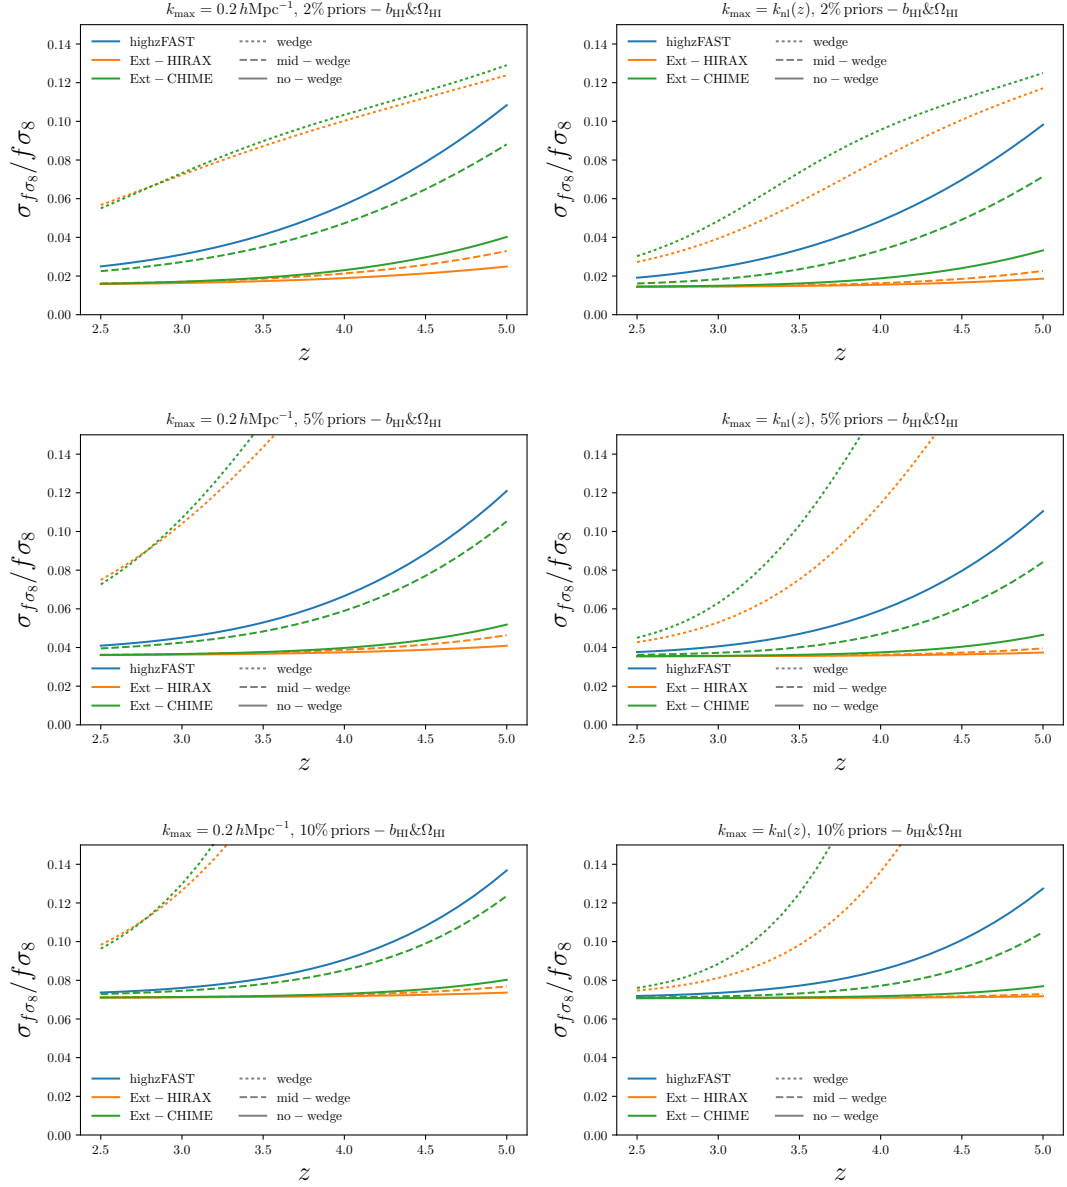 k_max = 0.2 hMpc⁻¹, 2% priors − b_HI&Ω_HI
0.14
0.12
0.10
0.08
0.06
0.04
0.02
0.00
σ_fσ₈/fσ₈
highzFAST
Ext − HIRAX
Ext − CHIME
wedge
mid − wedge
no − wedge
2.5 3.0 3.5 4.0 4.5 5.0
z
k_max = k_nl(z), 2% priors − b_HI&Ω_HI
0.14
0.12
0.10
0.08
0.06
0.04
0.02
0.00
σ_fσ₈/fσ₈
highzFAST
Ext − HIRAX
Ext − CHIME
wedge
mid − wedge
no − wedge
2.5 3.0 3.5 4.0 4.5 5.0
z
k_max = 0.2 hMpc⁻¹, 5% priors − b_HI&Ω_HI
0.14
0.12
0.10
0.08
0.06
0.04
0.02
0.00
σ_fσ₈/fσ₈
highzFAST
Ext − HIRAX
Ext − CHIME
wedge
mid − wedge
no − wedge
2.5 3.0 3.5 4.0 4.5 5.0
z
k_max = k_nl(z), 5% priors − b_HI&Ω_HI
0.14
0.12
0.10
0.08
0.06
0.04
0.02
0.00
σ_fσ₈/fσ₈
highzFAST
Ext − HIRAX
Ext − CHIME
wedge
mid − wedge
no − wedge
2.5 3.0 3.5 4.0 4.5 5.0
z
k_max = 0.2 hMpc⁻¹, 10% priors − b_HI&Ω_HI
0.14
0.12
0.10
0.08
0.06
0.04
0.02
0.00
σ_fσ₈/fσ₈
highzFAST
Ext − HIRAX
Ext − CHIME
wedge
mid − wedge
no − wedge
2.5 3.0 3.5 4.0 4.5 5.0
z
k_max = k_nl(z), 10% priors − b_HI&Ω_HI
0.14
0.12
0.10
0.08
0.06
0.04
0.02
0.00
σ_fσ₈/fσ₈
highzFAST
Ext − HIRAX
Ext − CHIME
wedge
mid − wedge
no − wedge
2.5 3.0 3.5 4.0 4.5 5.0
z